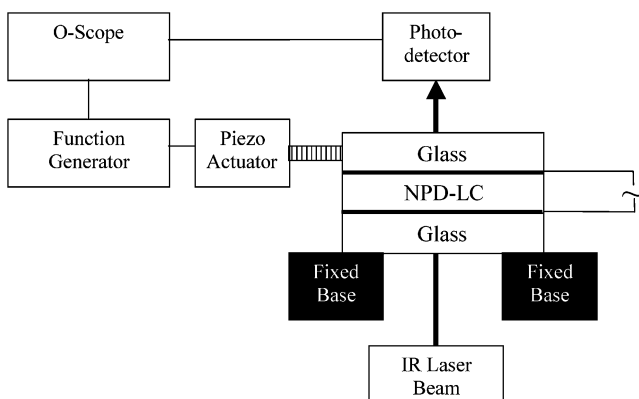 O-Scope
Photo-
detector
Function
Generator
Piezo
Actuator
Glass
NPD-LC
~
Glass
Fixed
Base
Fixed
Base
IR Laser
Beam